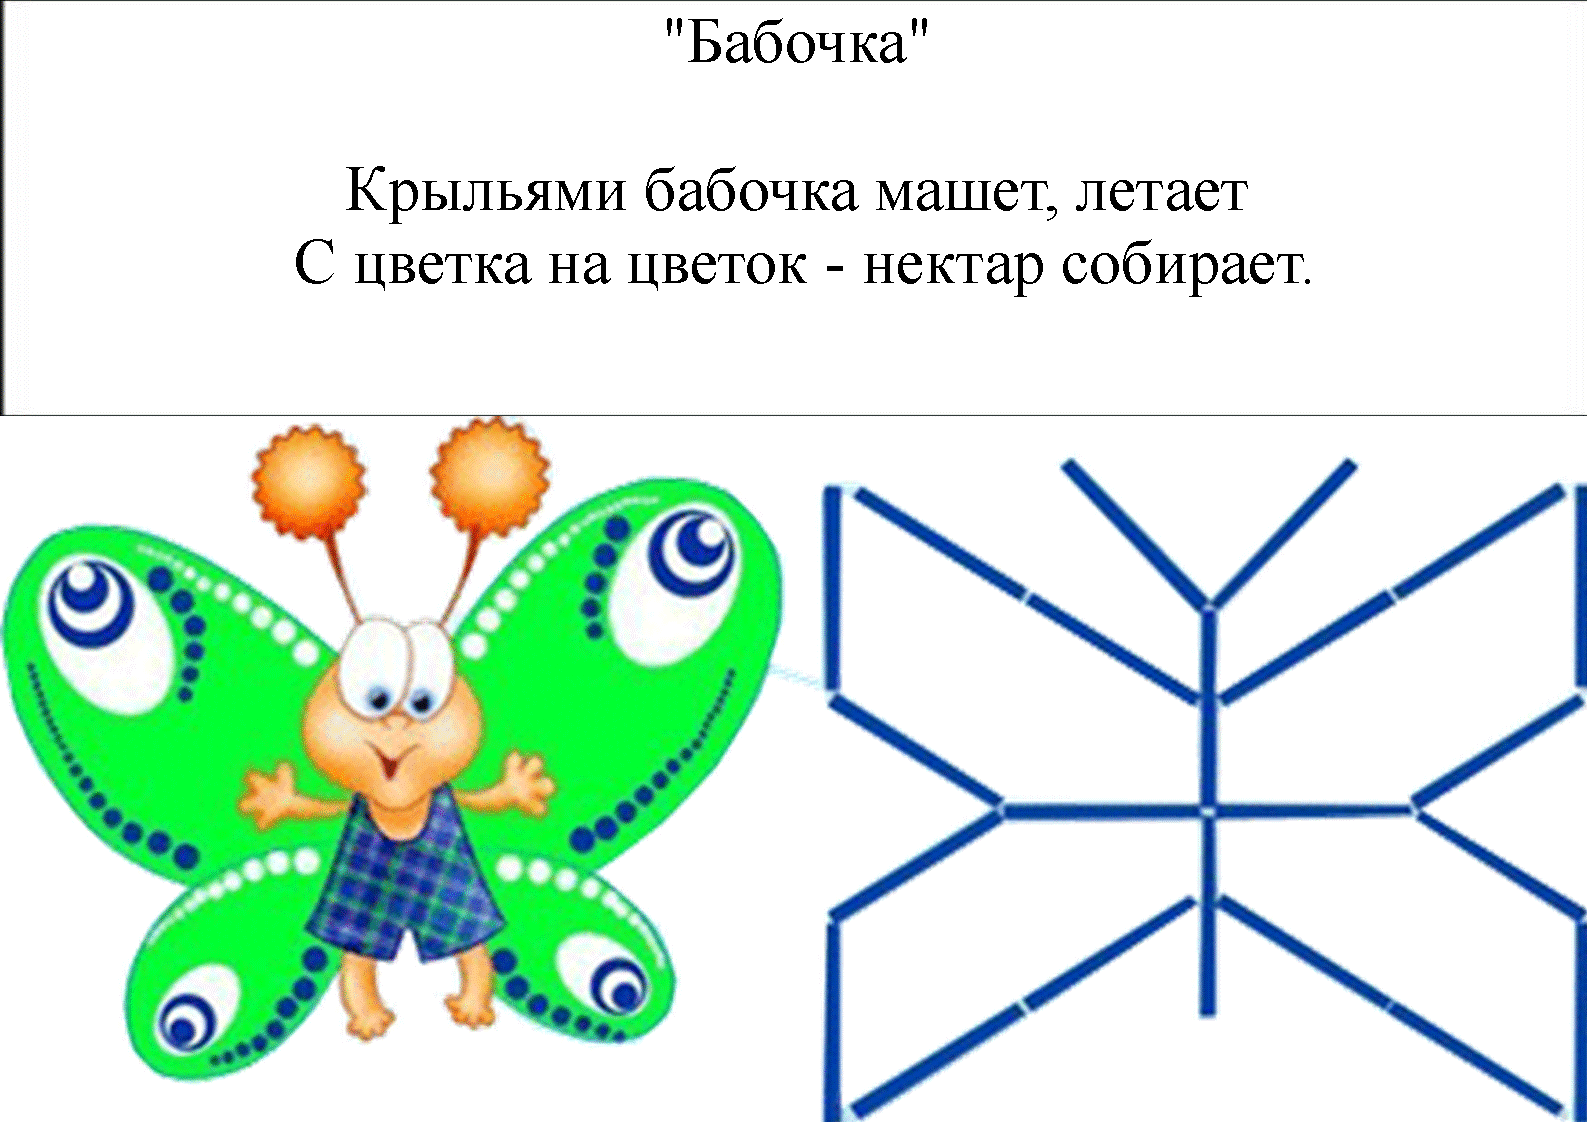 "Бабочка"
Крыльями бабочка машет, летает
С цветка на цветок - нектар собирает.